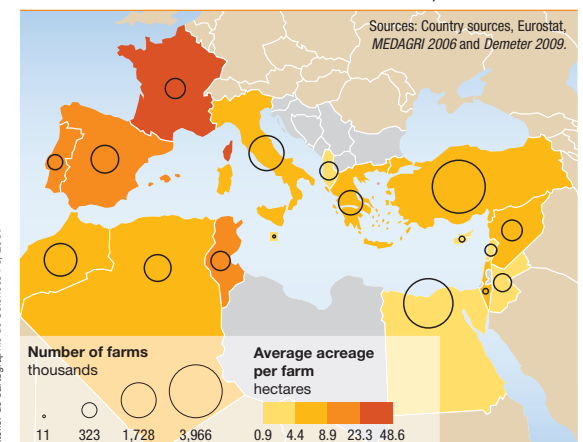 Sources: Country sources, Eurostat,
MEDAGRI 2006 and Demeter 2009.
Number of farms
thousands
11 323 1,728 3,966
Average acreage
per farm
hectares
0.9 4.4 8.9 23.3 48.6